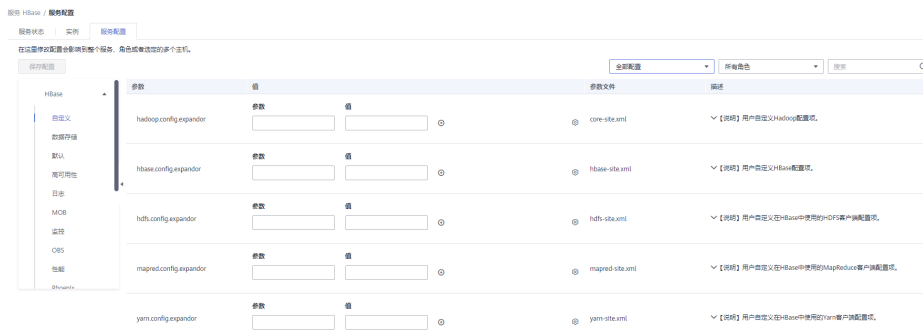 服务 HBase / 服务配置
服务状态 实例 服务配置
在这里修改配置会影响到整个服务、角色或者选定的多个主机。
保存配置 全部配置 所有角色 搜索
HBase
自定义
数据存储
默认
高可用性
日志
MOB
监控
OBS
性能
Phoenix
参数 值 参数文件 描述
参数 值
hadoop.config.expandor core-site.xml 【说明】用户自定义Hadoop配置项。
参数 值
hbase.config.expandor hbase-site.xml 【说明】用户自定义HBase配置项。
参数 值
hdfs.config.expandor hdfs-site.xml 【说明】用户自定义在HBase中使用的HDFS客户端配置项。
参数 值
mapred.config.expandor mapred-site.xml 【说明】用户自定义在HBase中使用的MapReduce客户端配置项。
参数 值
yarn.config.expandor yarn-site.xml 【说明】用户自定义在HBase中使用的Yarn客户端配置项。